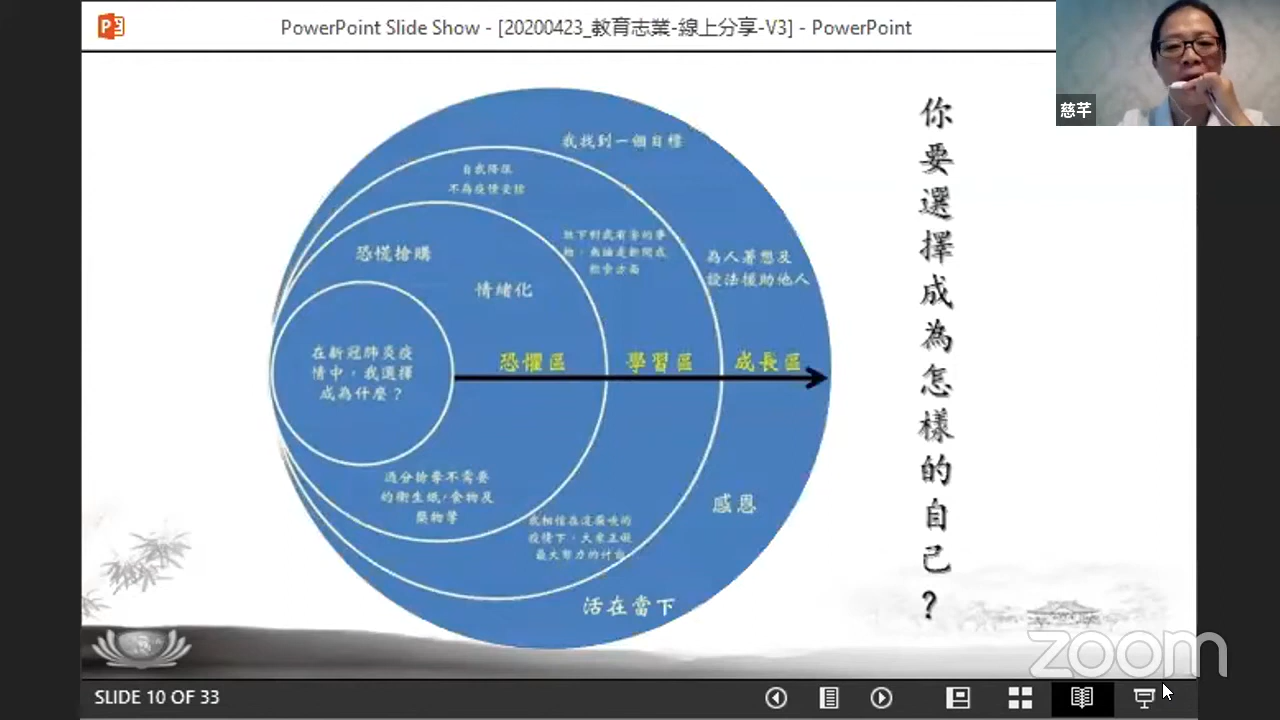 PowerPoint Slide Show - [20200423_教育志業-線上分享-V3] - PowerPoint
慈芊
你要選擇成為怎樣的自己？
我找到一個目標
自我降低
不為疫情受擾
恐慌搶購
情緒化
放下對我有害的事
物，無論是新聞或
飲食方面
為人著想及
設法援助他人
在新冠肺炎疫
情中，我選擇
成為什麼？
恐懼區
學習區
成長區
過分搶奪不需要
的衛生紙，食物及
藥物等
我相信在這嚴峻的
疫情下，大眾正做
最大努力的付出
感恩
活在當下
zoom
SLIDE 10 OF 33